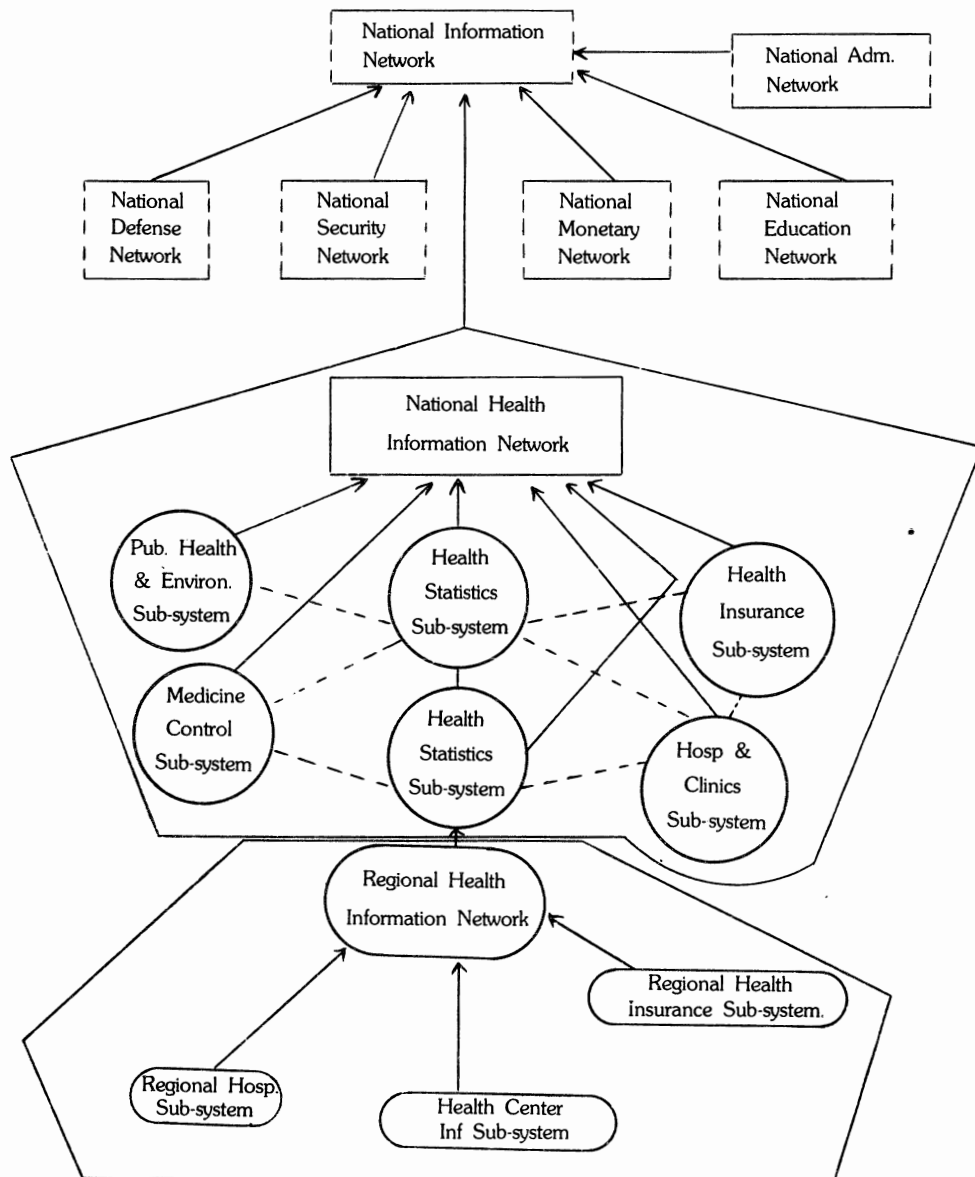 National Information
Network
National Adm.
Network
National
Defense
Network
National
Security
Network
National
Monetary
Network
National
Education
Network
National Health
Information Network
Pub. Health
& Environ.
Sub-system
Health
Statistics
Sub-system
Health
Insurance
Sub-system
Medicine
Control
Sub-system
Health
Statistics
Sub-system
Hosp &
Clinics
Sub-system
Regional Health
Information Network
Regional Health
Insurance Sub-system.
Regional Hosp.
Sub-system
Health Center
Inf Sub-system